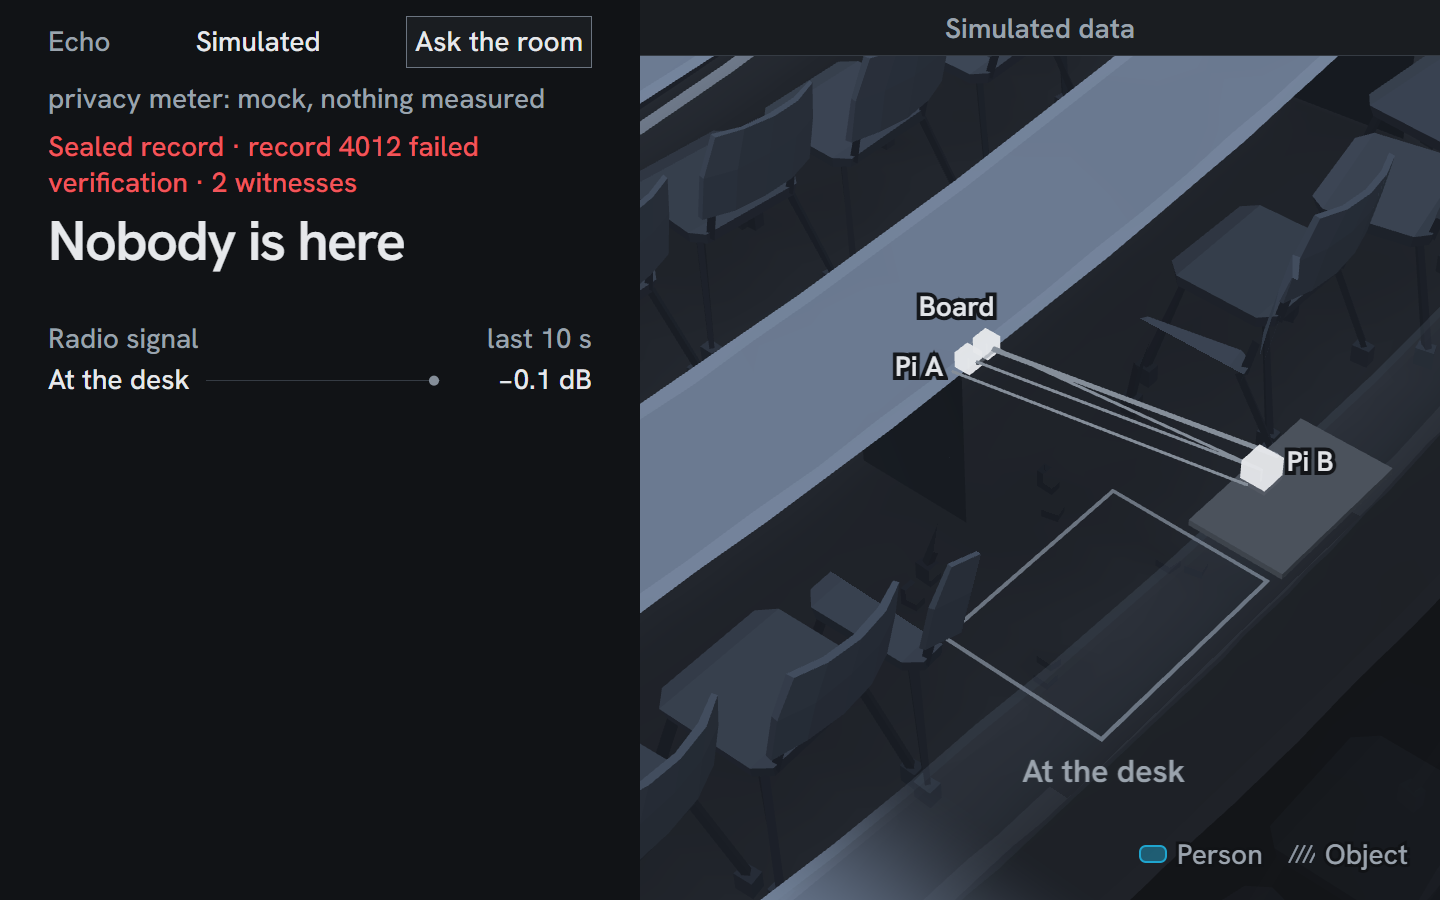 Echo
Simulated
Ask the room
privacy meter: mock, nothing measured
Sealed record · record 4012 failed
verification · 2 witnesses
Nobody is here
Radio signal
last 10 s
At the desk
−0.1 dB
Simulated data
Board
Pi A
Pi B
At the desk
Person
Object